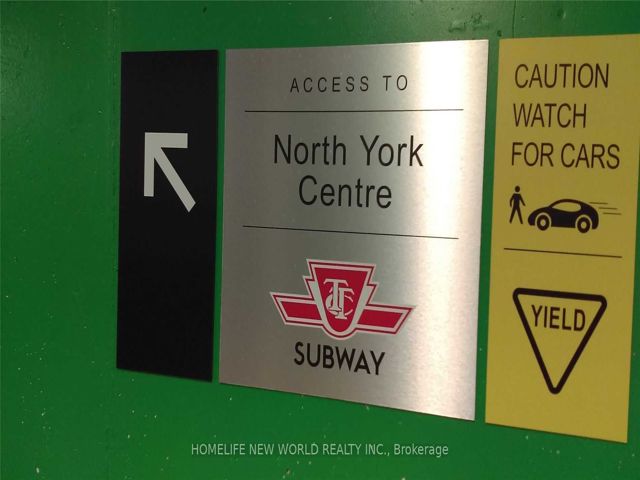 ACCESS TO
North York
Centre
TTC
SUBWAY
CAUTION
WATCH
FOR CARS
YIELD
HOMELIFE NEW WORLD REALTY INC., Brokerage